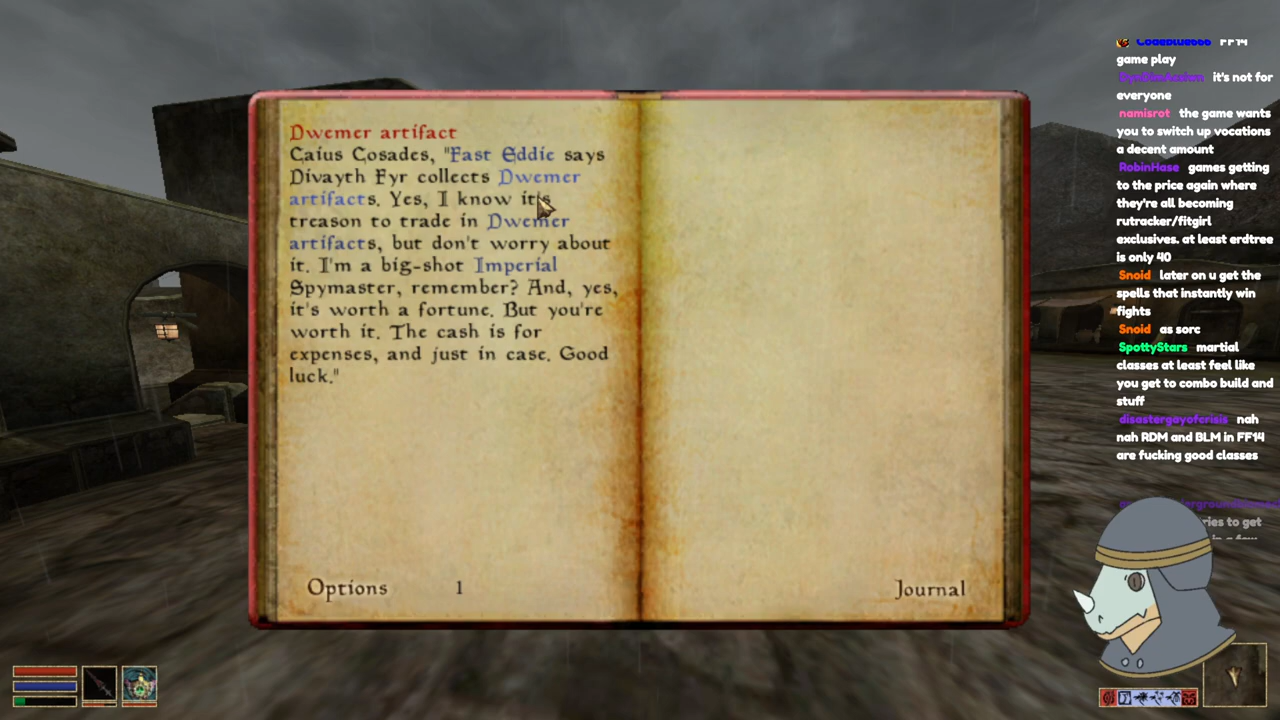 Dwemer artifact
Caius Cosades, "Fast Eddie says
Divayth Fyr collects Dwemer
artifacts. Yes, I know it's
treason to trade in Dwemer
artifacts, but don't worry about
it. I'm a big-shot Imperial
Spymaster, remember? And, yes,
it's worth a fortune. But you're
worth it. The cash is for
expenses, and just in case. Good
luck."
Options 1
Journal
FF14
game play
it's not for
everyone
namisrot the game wants
you to switch up vocations
a decent amount
RobinHase games getting
to the price again where
they're all becoming
rutracker/fitgirl
exclusives. at least erdtree
is only 40
Snoid later on u get the
spells that instantly win
fights
Snoid as sorc
SpottyStars martial
classes at least feel like
you get to combo build and
stuff
disastergayofcrisis nah
nah RDM and BLM in FF14
are fucking good classes
to get